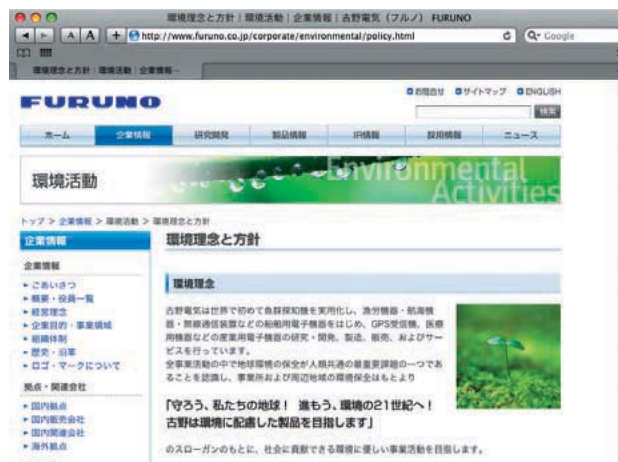 環境理念と方針｜環境活動｜企業情報｜古野電気（フルノ） FURUNO
A A + http://www.furuno.co.jp/corporate/environmental/policy.html Q▾ Google
環境理念と方針｜環境活動｜企業情報…
FURUNO
お問合せ サイトマップ ENGLISH
検索
ホーム 企業情報 研究開発 製品情報 IR情報 採用情報 ニュース
環境活動
Environmental
Activities
トップ > 企業情報 > 環境活動 > 環境理念と方針
企業情報
環境理念と方針
企業情報
ごあいさつ
概要・役員一覧
経営理念
企業目的・事業領域
組織体制
歴史・沿革
ロゴ・マークについて
拠点・関連会社
国内拠点
国内販売会社
国内関連会社
海外拠点
環境理念
古野電気は世界で初めて魚群探知機を実用化し、漁労機器・航海機
器・無線通信装置などの舶用電子機器をはじめ、GPS受信機、医療
用機器などの産業用電子機器の研究・開発、製造、販売、およびサー
ビスを行っています。
全事業活動の中で地球環境の保全が人類共通の最重要課題の一つであ
ることを認識し、事業所および周辺地域の環境保全はもとより
「守ろう、私たちの地球！ 進もう、環境の21世紀へ！
古野は環境に配慮した製品を目指します」
のスローガンのもとに、社会に貢献できる環境に優しい事業活動を目指します。